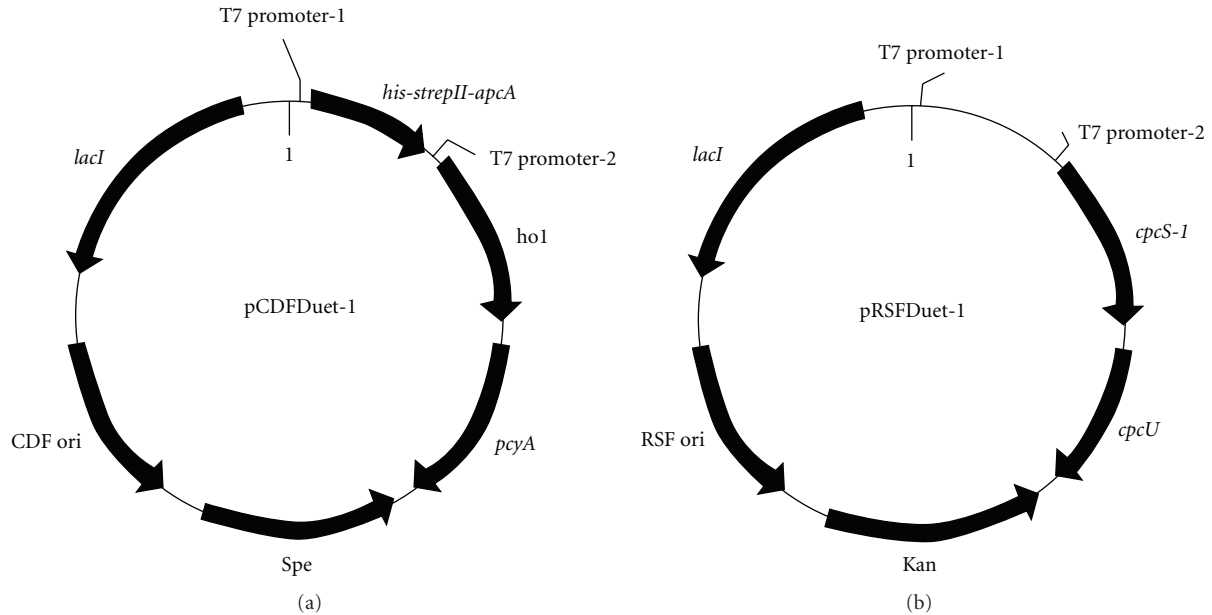 T7 promoter-1
his-strepII-apcA
T7 promoter-2
lacI
1
ho1
pCDFDuet-1
CDF ori
pcyA
Spe
(a)
T7 promoter-1
T7 promoter-2
lacI
1
cpcS-1
pRSFDuet-1
RSF ori
cpcU
Kan
(b)